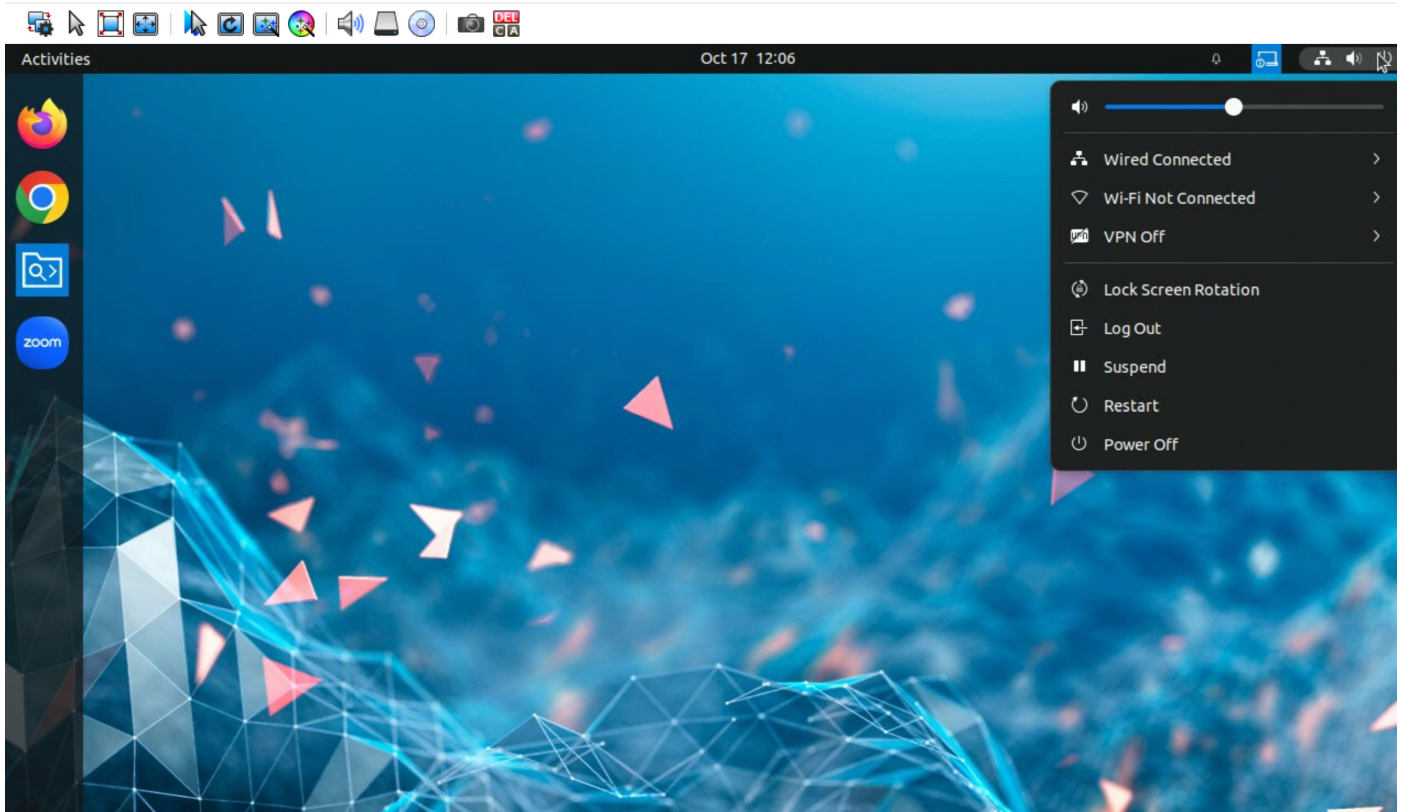 DEL
C A
Activities
Oct 17 12:06
Wired Connected
Wi-Fi Not Connected
VPN
VPN Off
zoom
Lock Screen Rotation
Log Out
Suspend
Restart
Power Off